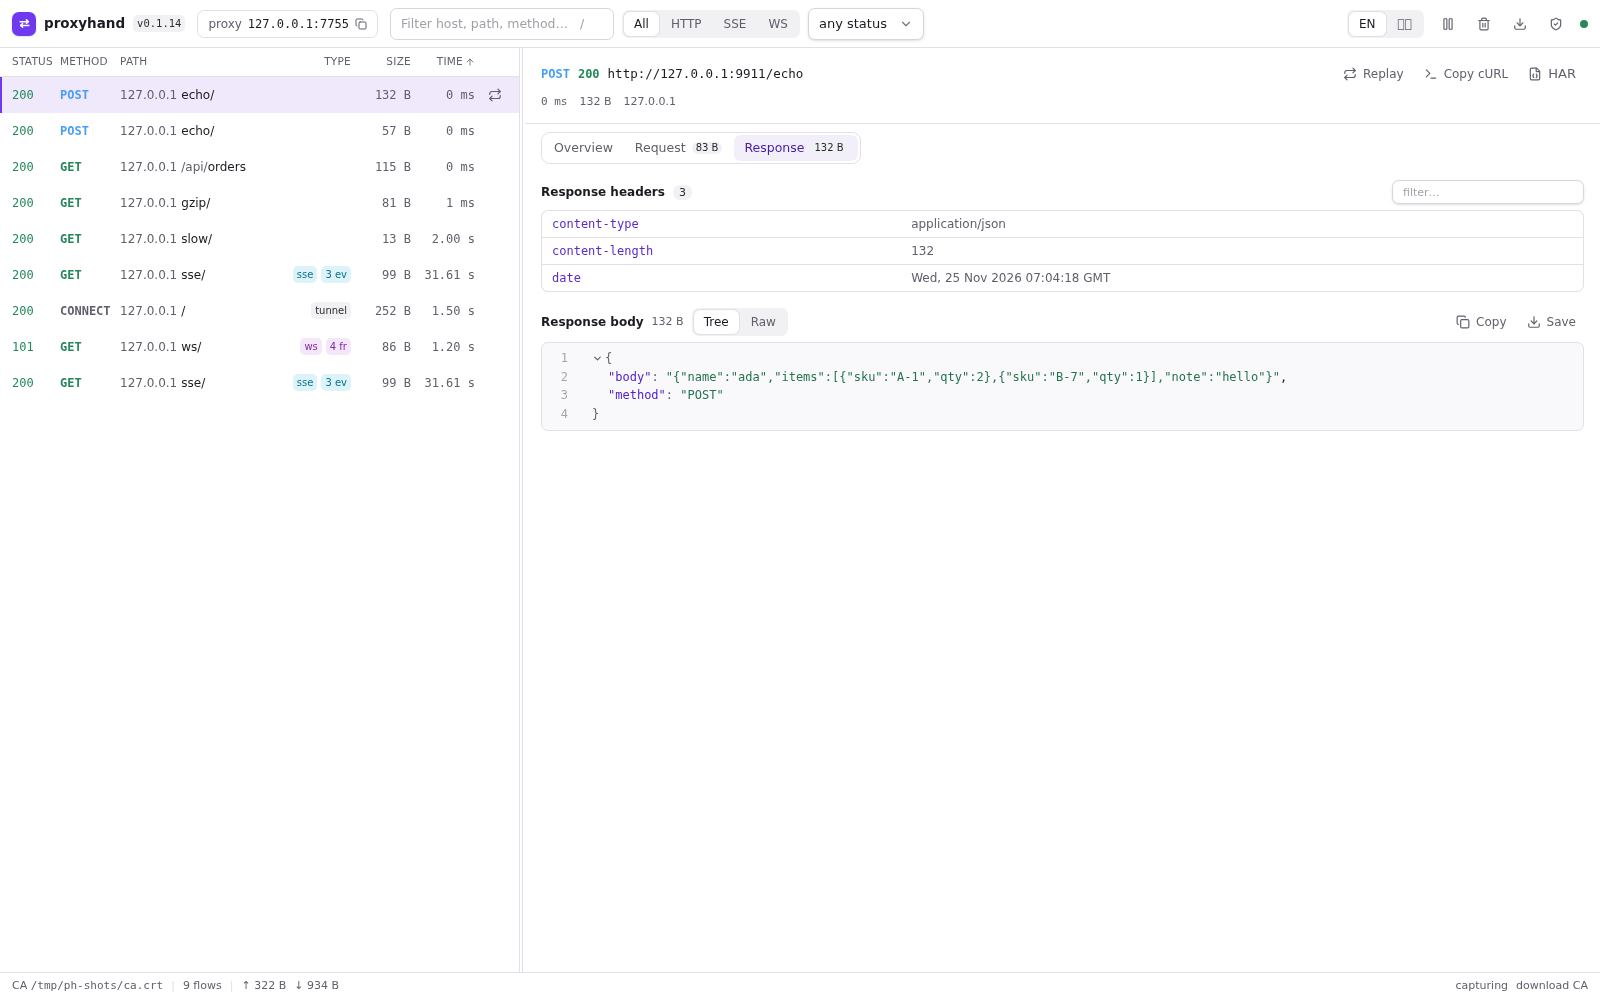 proxyhand v0.1.14 proxy 127.0.0.1:7755 Filter host, path, method... / All HTTP SSE WS any status EN
STATUS METHOD PATH TYPE SIZE TIME ↑
200 POST 127.0.0.1 echo/ 132 B 0 ms
200 POST 127.0.0.1 echo/ 57 B 0 ms
200 GET 127.0.0.1 /api/orders 115 B 0 ms
200 GET 127.0.0.1 gzip/ 81 B 1 ms
200 GET 127.0.0.1 slow/ 13 B 2.00 s
200 GET 127.0.0.1 sse/ sse 3 ev 99 B 31.61 s
200 CONNECT 127.0.0.1 / tunnel 252 B 1.50 s
101 GET 127.0.0.1 ws/ ws 4 fr 86 B 1.20 s
200 GET 127.0.0.1 sse/ sse 3 ev 99 B 31.61 s
POST 200 http://127.0.0.1:9911/echo Replay Copy cURL HAR
0 ms 132 B 127.0.0.1
Overview Request 83 B Response 132 B
Response headers 3 filter...
content-type application/json
content-length 132
date Wed, 25 Nov 2026 07:04:18 GMT
Response body 132 B Tree Raw Copy Save
1 {
2 "body": "{"name":"ada","items":[{"sku":"A-1","qty":2},{"sku":"B-7","qty":1}],"note":"hello"}",
3 "method": "POST"
4 }
CA /tmp/ph-shots/ca.crt | 9 flows | ↑ 322 B ↓ 934 B capturing download CA